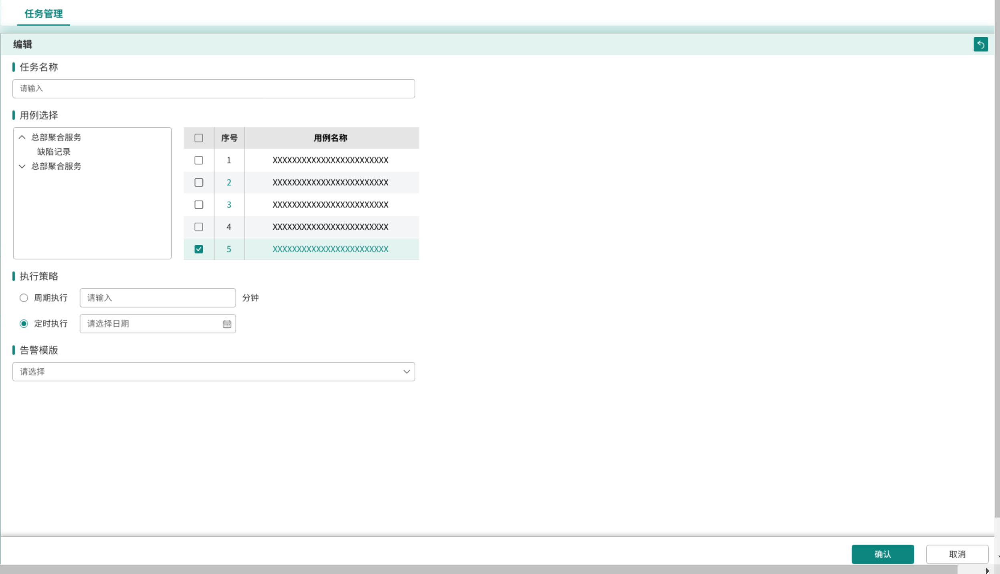 任务管理
编辑
任务名称
请输入
用例选择
总部聚合服务
缺陷记录
总部聚合服务
序号 用例名称
1 XXXXXXXXXXXXXXXXXXXXXXXX
2 XXXXXXXXXXXXXXXXXXXXXXXX
3 XXXXXXXXXXXXXXXXXXXXXXXX
4 XXXXXXXXXXXXXXXXXXXXXXXX
5 XXXXXXXXXXXXXXXXXXXXXXXX
执行策略
周期执行 请输入 分钟
定时执行 请选择日期
告警模版
请选择
确认 取消